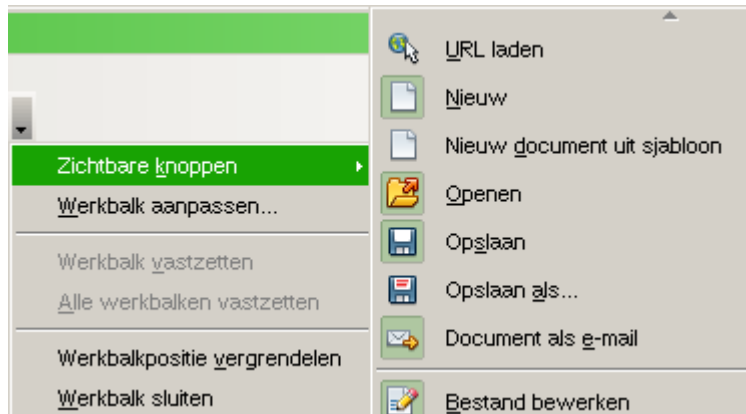 Zichtbare knoppen
Werkbalk aanpassen...
Werkbalk vastzetten
Alle werkbalken vastzetten
Werkbalkpositie vergrendelen
Werkbalk sluiten
URL laden
Nieuw
Nieuw document uit sjabloon
Openen
Opslaan
Opslaan als...
Document als e-mail
Bestand bewerken